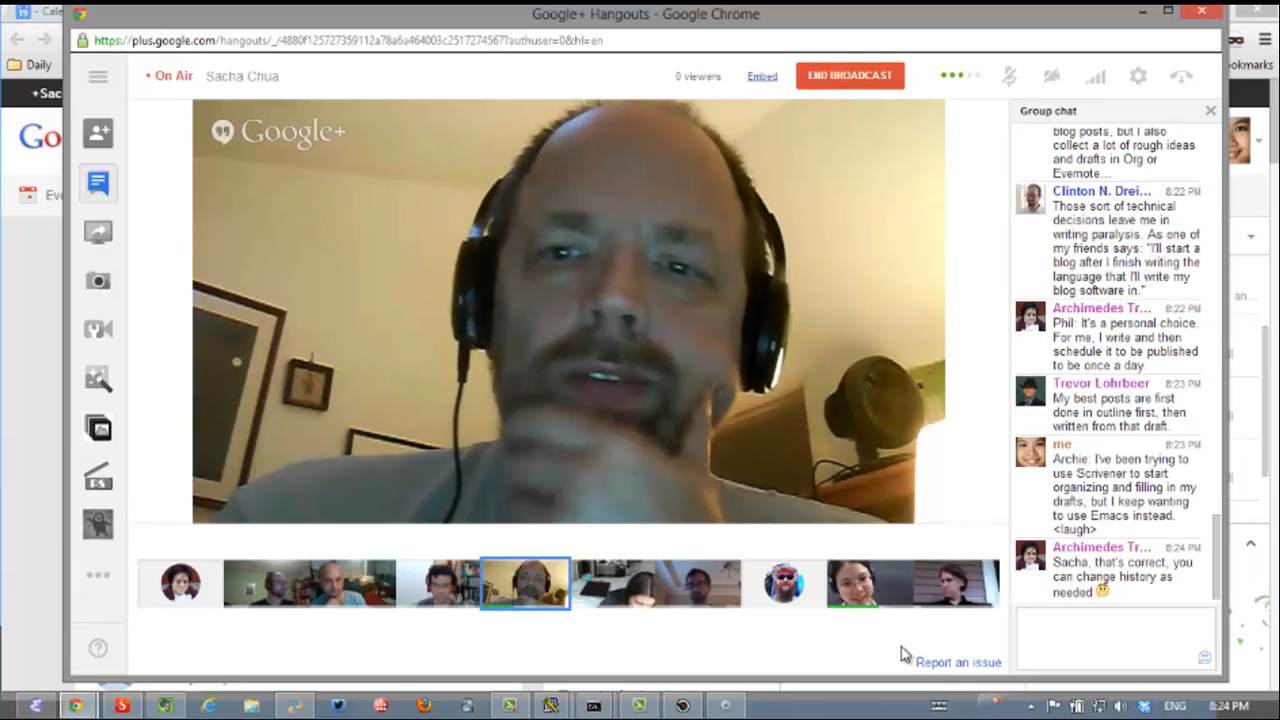 Cale
Google+ Hangouts - Google Chrome
https://plus.google.com/hangouts/_/4880f125727359112a78a6a464003c2517274567?authuser=0&hl=en
Daily
ookmarks
+Sac
On Air
Sacha Chua
0 viewers
Embed
END BROADCAST
Goo
Eve
Google+
Group chat
blog posts, but I also
collect a lot of rough ideas
and drafts in Org or
Evernote...
Clinton N. Drei... 8:22 PM
Those sort of technical
decisions leave me in
writing paralysis. As one of
my friends says: "I'll start a
blog after I finish writing the
language that I'll write my
blog software in."
Archimedes Tr... 8:22 PM
Phil: It's a personal choice.
For me, I write and then
schedule it to be published
to be once a day.
Trevor Lohrbeer 8:23 PM
My best posts are first
done in outline first, then
written from that draft.
me 8:23 PM
Archie: I've been trying to
use Scrivener to start
organizing and filling in my
drafts, but I keep wanting
to use Emacs instead.
<laugh>
Archimedes Tr... 8:24 PM
Sacha, that's correct, you
can change history as
needed
an...
Report an issue
ENG
8:24 PM